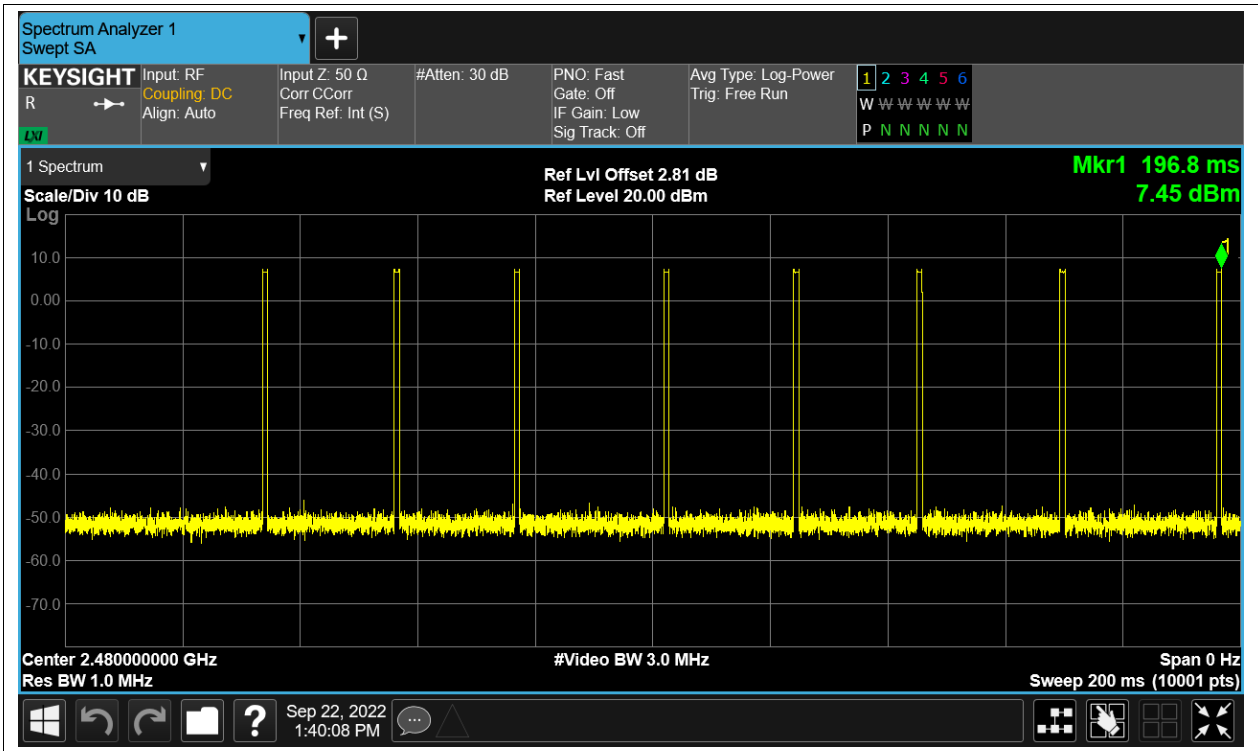 Spectrum Analyzer 1
Swept SA
KEYSIGHT
R
LXI
Input: RF
Coupling: DC
Align: Auto
Input Z: 50 Ω
Corr CCorr
Freq Ref: Int (S)
#Atten: 30 dB
PNO: Fast
Gate: Off
IF Gain: Low
Sig Track: Off
Avg Type: Log-Power
Trig: Free Run
1 2 3 4 5 6
W W W W W W
P N N N N N
1 Spectrum
Scale/Div 10 dB
Ref Lvl Offset 2.81 dB
Ref Level 20.00 dBm
Mkr1 196.8 ms
7.45 dBm
Log
1
10.0
0.00
-10.0
-20.0
-30.0
-40.0
-50.0
-60.0
-70.0
Center 2.480000000 GHz
Res BW 1.0 MHz
#Video BW 3.0 MHz
Span 0 Hz
Sweep 200 ms (10001 pts)
?
Sep 22, 2022
1:40:08 PM